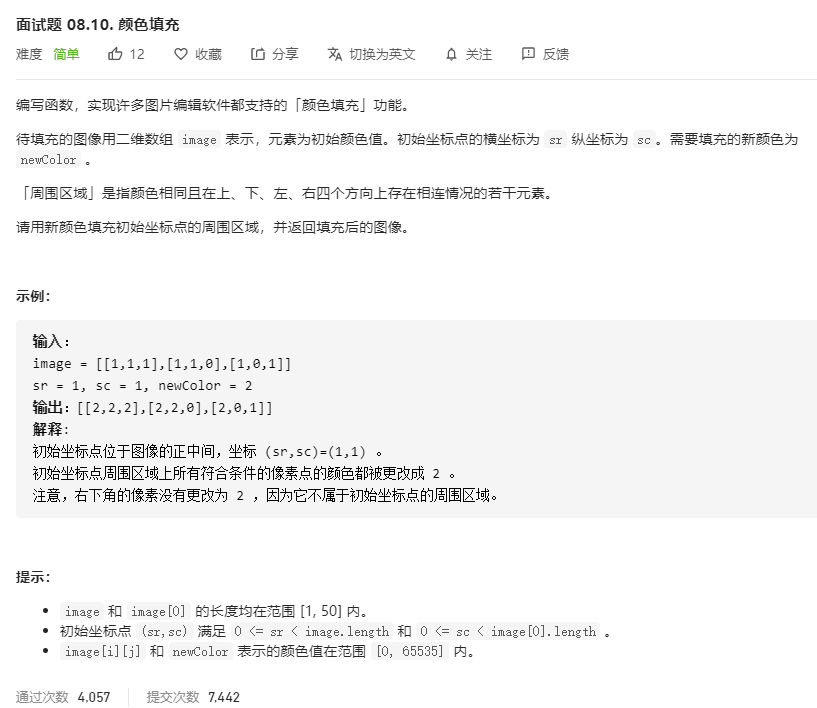 面试题 08.10. 颜色填充
难度 简单 12 收藏 分享 切换为英文 关注 反馈
编写函数，实现许多图片编辑软件都支持的「颜色填充」功能。
待填充的图像用二维数组 image 表示，元素为初始颜色值。初始坐标点的横坐标为 sr 纵坐标为 sc。需要填充的新颜色为
newColor 。
「周围区域」是指颜色相同且在上、下、左、右四个方向上存在相连情况的若干元素。
请用新颜色填充初始坐标点的周围区域，并返回填充后的图像。
示例：
输入：
image = [[1,1,1],[1,1,0],[1,0,1]]
sr = 1, sc = 1, newColor = 2
输出：[[2,2,2],[2,2,0],[2,0,1]]
解释:
初始坐标点位于图像的正中间，坐标 (sr,sc)=(1,1) 。
初始坐标点周围区域上所有符合条件的像素点的颜色都被更改成 2 。
注意，右下角的像素没有更改为 2 ，因为它不属于初始坐标点的周围区域。
提示：
• image 和 image[0] 的长度均在范围 [1, 50] 内。
• 初始坐标点 (sr,sc) 满足 0 <= sr < image.length 和 0 <= sc < image[0].length 。
• image[i][j] 和 newColor 表示的颜色值在范围 [0, 65535] 内。
通过次数 4,057 提交次数 7,442